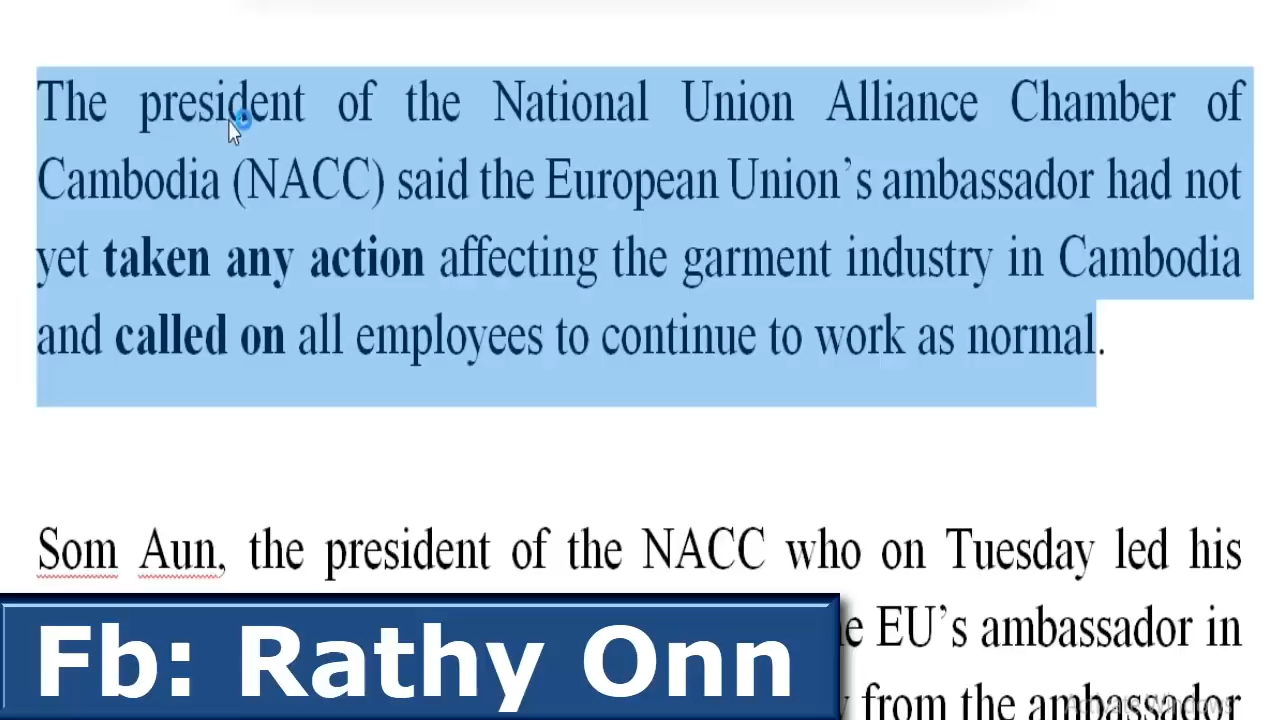 The president of the National Union Alliance Chamber of
Cambodia (NACC) said the European Union’s ambassador had not
yet taken any action affecting the garment industry in Cambodia
and called on all employees to continue to work as normal.
Som Aun, the president of the NACC who on Tuesday led his
EU’s ambassador in
from the ambassador
Fb: Rathy Onn
Activate Windows